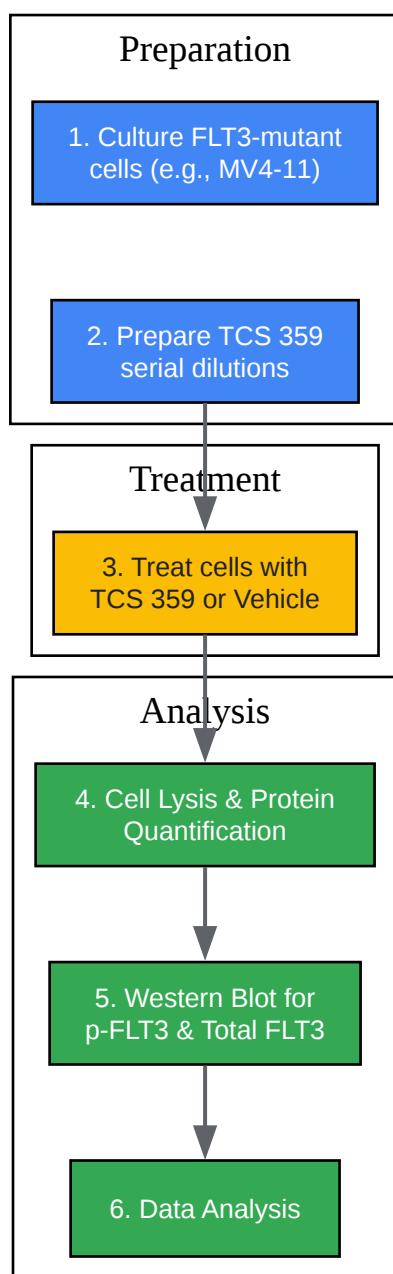 Preparation
1. Culture FLT3-mutant
cells (e.g., MV4-11)
2. Prepare TCS 359
serial dilutions
Treatment
3. Treat cells with
TCS 359 or Vehicle
Analysis
4. Cell Lysis & Protein
Quantification
5. Western Blot for
p-FLT3 & Total FLT3
6. Data Analysis